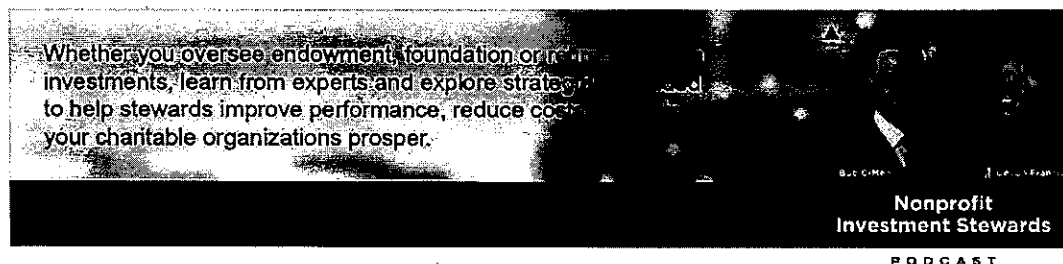 Whether you oversee endowment, foundation or
investments, learn from experts and explore
to help stewards improve performance, reduce
your charitable organizations prosper.
Nonprofit
Investment Stewards
PODCAST